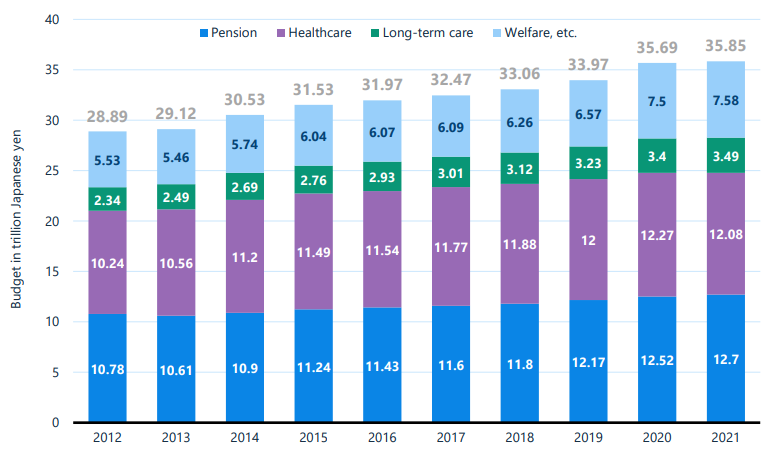 40
Pension Healthcare Long-term care Welfare, etc.
35.69 35.85
35
33.97
33.06
32.47
31.97
31.53
30.53
28.89 29.12
30
25
20
15
10
5
0
Budget in trillion Japanese yen
5.53 5.46 5.74 6.04 6.07 6.09 6.26 6.57 7.5 7.58
2.34 2.49 2.69 2.76 2.93 3.01 3.12 3.23 3.4 3.49
10.24 10.56 11.2 11.49 11.54 11.77 11.88 12 12.27 12.08
10.78 10.61 10.9 11.24 11.43 11.6 11.8 12.17 12.52 12.7
2012 2013 2014 2015 2016 2017 2018 2019 2020 2021